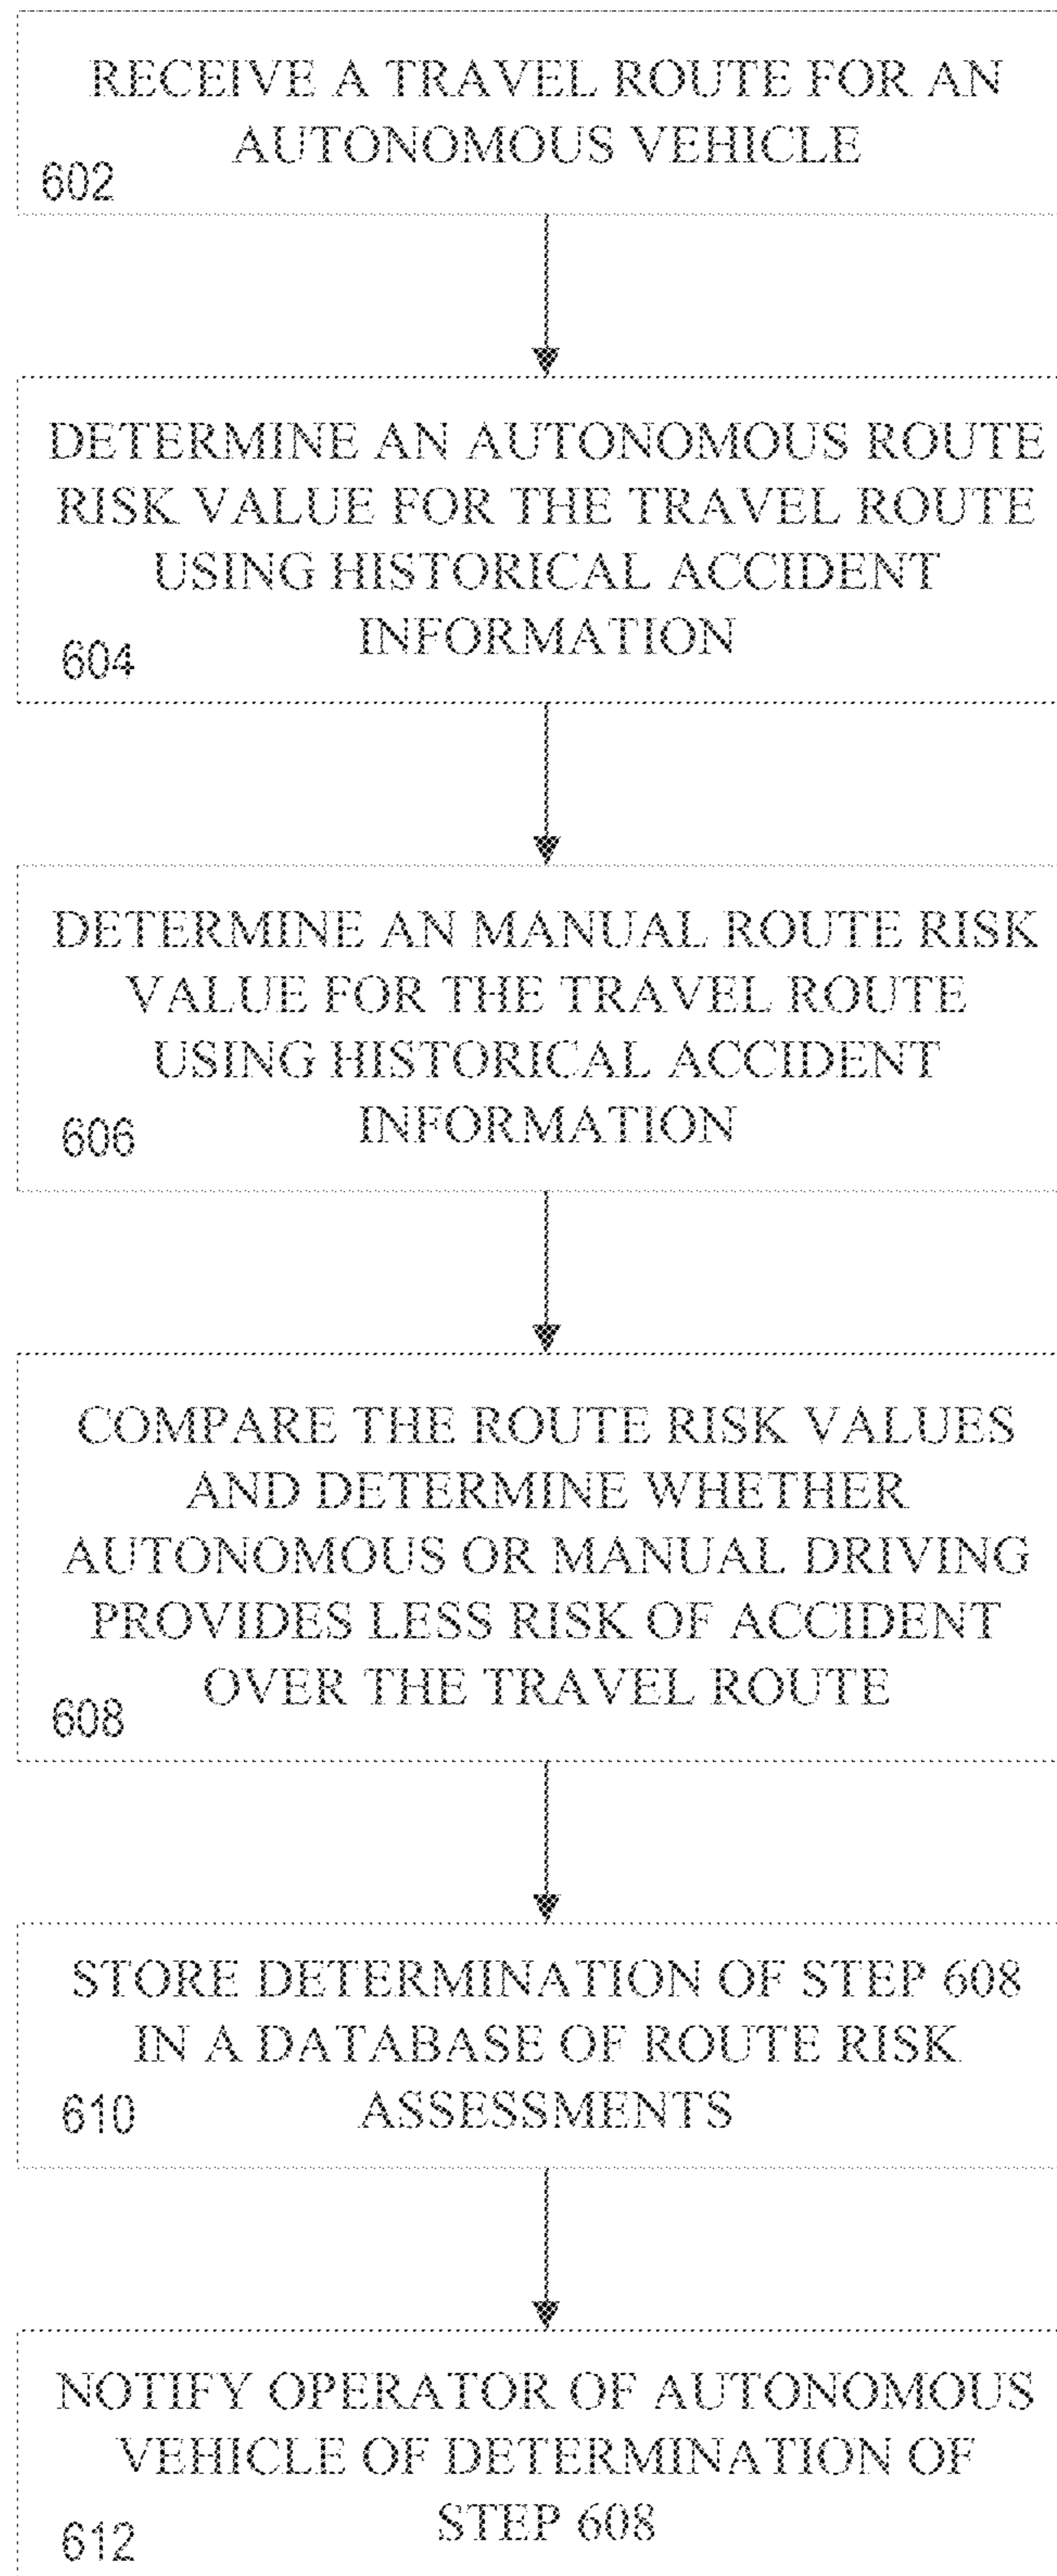 RECEIVE A TRAVEL ROUTE FOR AN
AUTONOMOUS VEHICLE
602
DETERMINE AN AUTONOMOUS ROUTE
RISK VALUE FOR THE TRAVEL ROUTE
USING HISTORICAL ACCIDENT
INFORMATION
604
DETERMINE AN MANUAL ROUTE RISK
VALUE FOR THE TRAVEL ROUTE
USING HISTORICAL ACCIDENT
INFORMATION
606
COMPARE THE ROUTE RISK VALUES
AND DETERMINE WHETHER
AUTONOMOUS OR MANUAL DRIVING
PROVIDES LESS RISK OF ACCIDENT
OVER THE TRAVEL ROUTE
608
STORE DETERMINATION OF STEP 608
IN A DATABASE OF ROUTE RISK
ASSESSMENTS
610
NOTIFY OPERATOR OF AUTONOMOUS
VEHICLE OF DETERMINATION OF
STEP 608
612